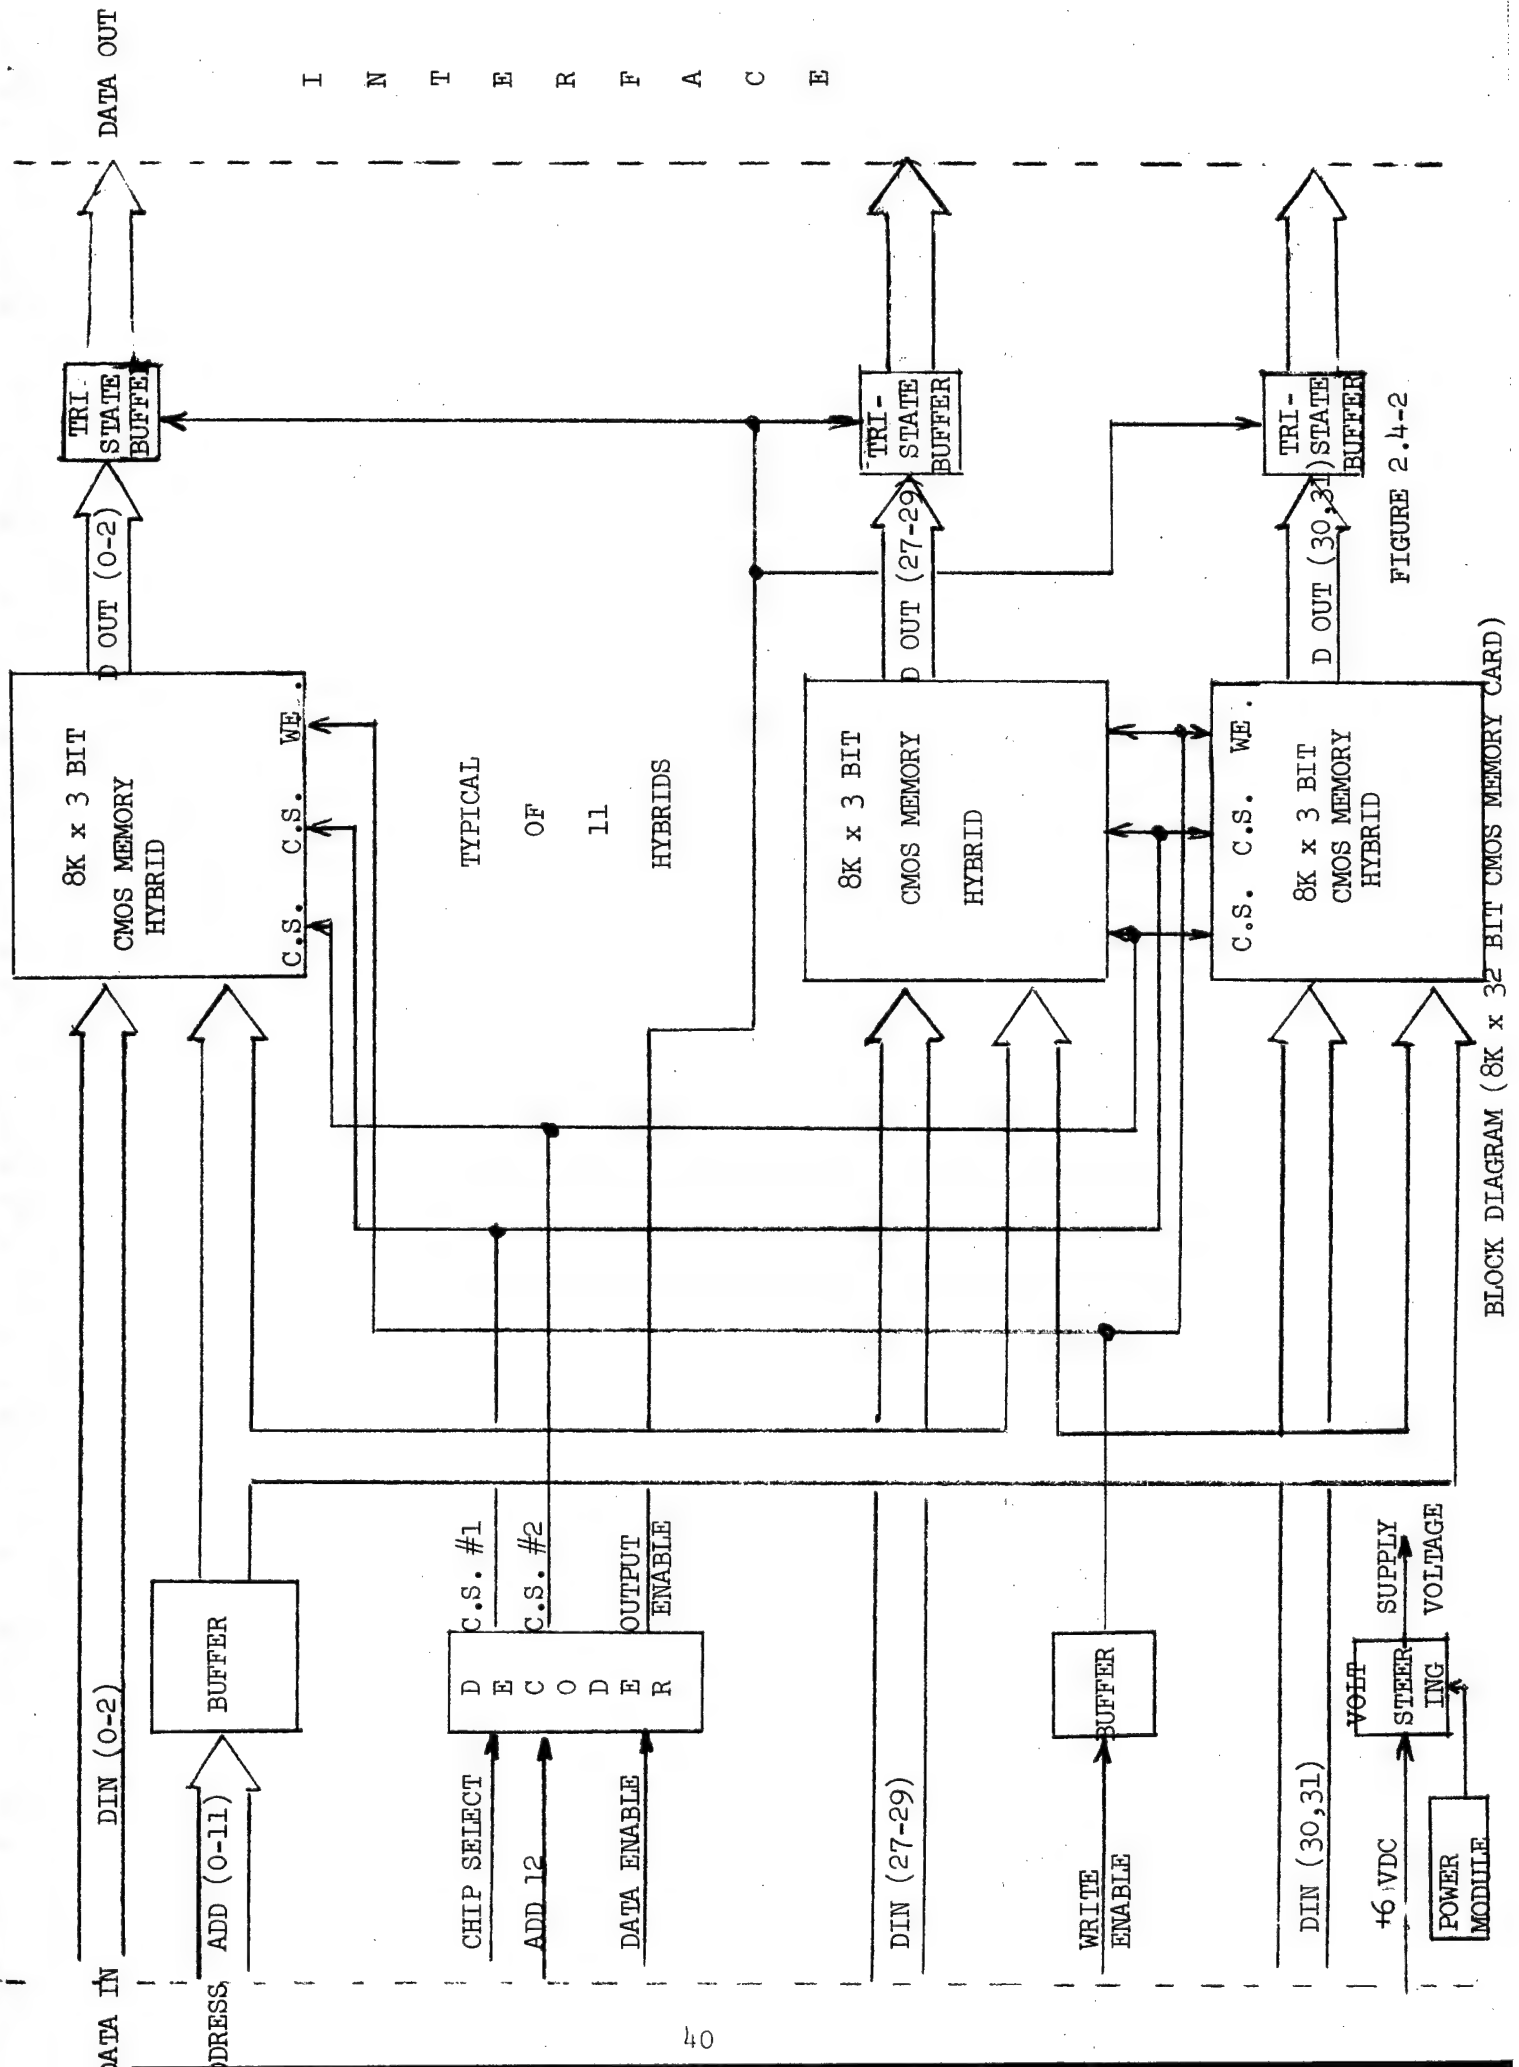 DATA IN
DIN (0-2)
8K x 3 BIT
CMOS MEMORY
HYBRID
C.S. C.S. WE.
D OUT (0-2)
TRI-
STATE
BUFFER
DATA OUT
DDRESS
ADD (0-11)
BUFFER
I
N
T
E
R
F
A
C
E
CHIP SELECT
ADD 12
DATA ENABLE
D
E
C
O
D
E
R
C.S. #1
C.S. #2
OUTPUT
ENABLE
TYPICAL
OF
11
HYBRIDS
DIN (27-29)
8K x 3 BIT
CMOS MEMORY
HYBRID
D OUT (27-29
TRI-
STATE
BUFFER
WRITE
ENABLE
BUFFER
DIN (30,31)
C.S. C.S. WE.
8K x 3 BIT
CMOS MEMORY
HYBRID
D OUT (30,31)
TRI-
STATE
BUFFER
+6 VDC
VOLT
STEER
ING
SUPPLY
VOLTAGE
POWER
MODULE
FIGURE 2.4-2
BLOCK DIAGRAM (8K x 32 BIT CMOS MEMORY CARD)
40